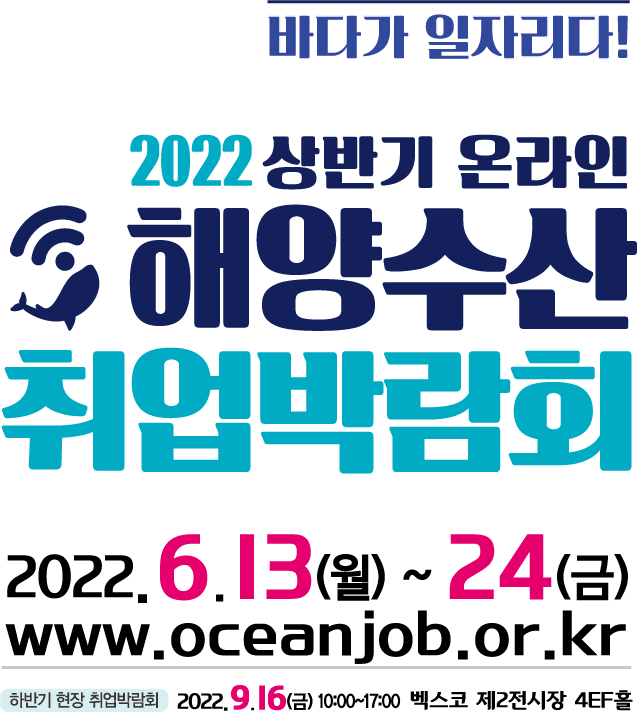 바다가 일자리다!
2022 상반기 온라인
해양수산
취업박람회
2022. 6. 13(월) ~ 24(금)
www.oceanjob.or.kr
하반기 현장 취업박람회 2022. 9. 16(금) 10:00~17:00 벡스코 제2전시장 4EF홀